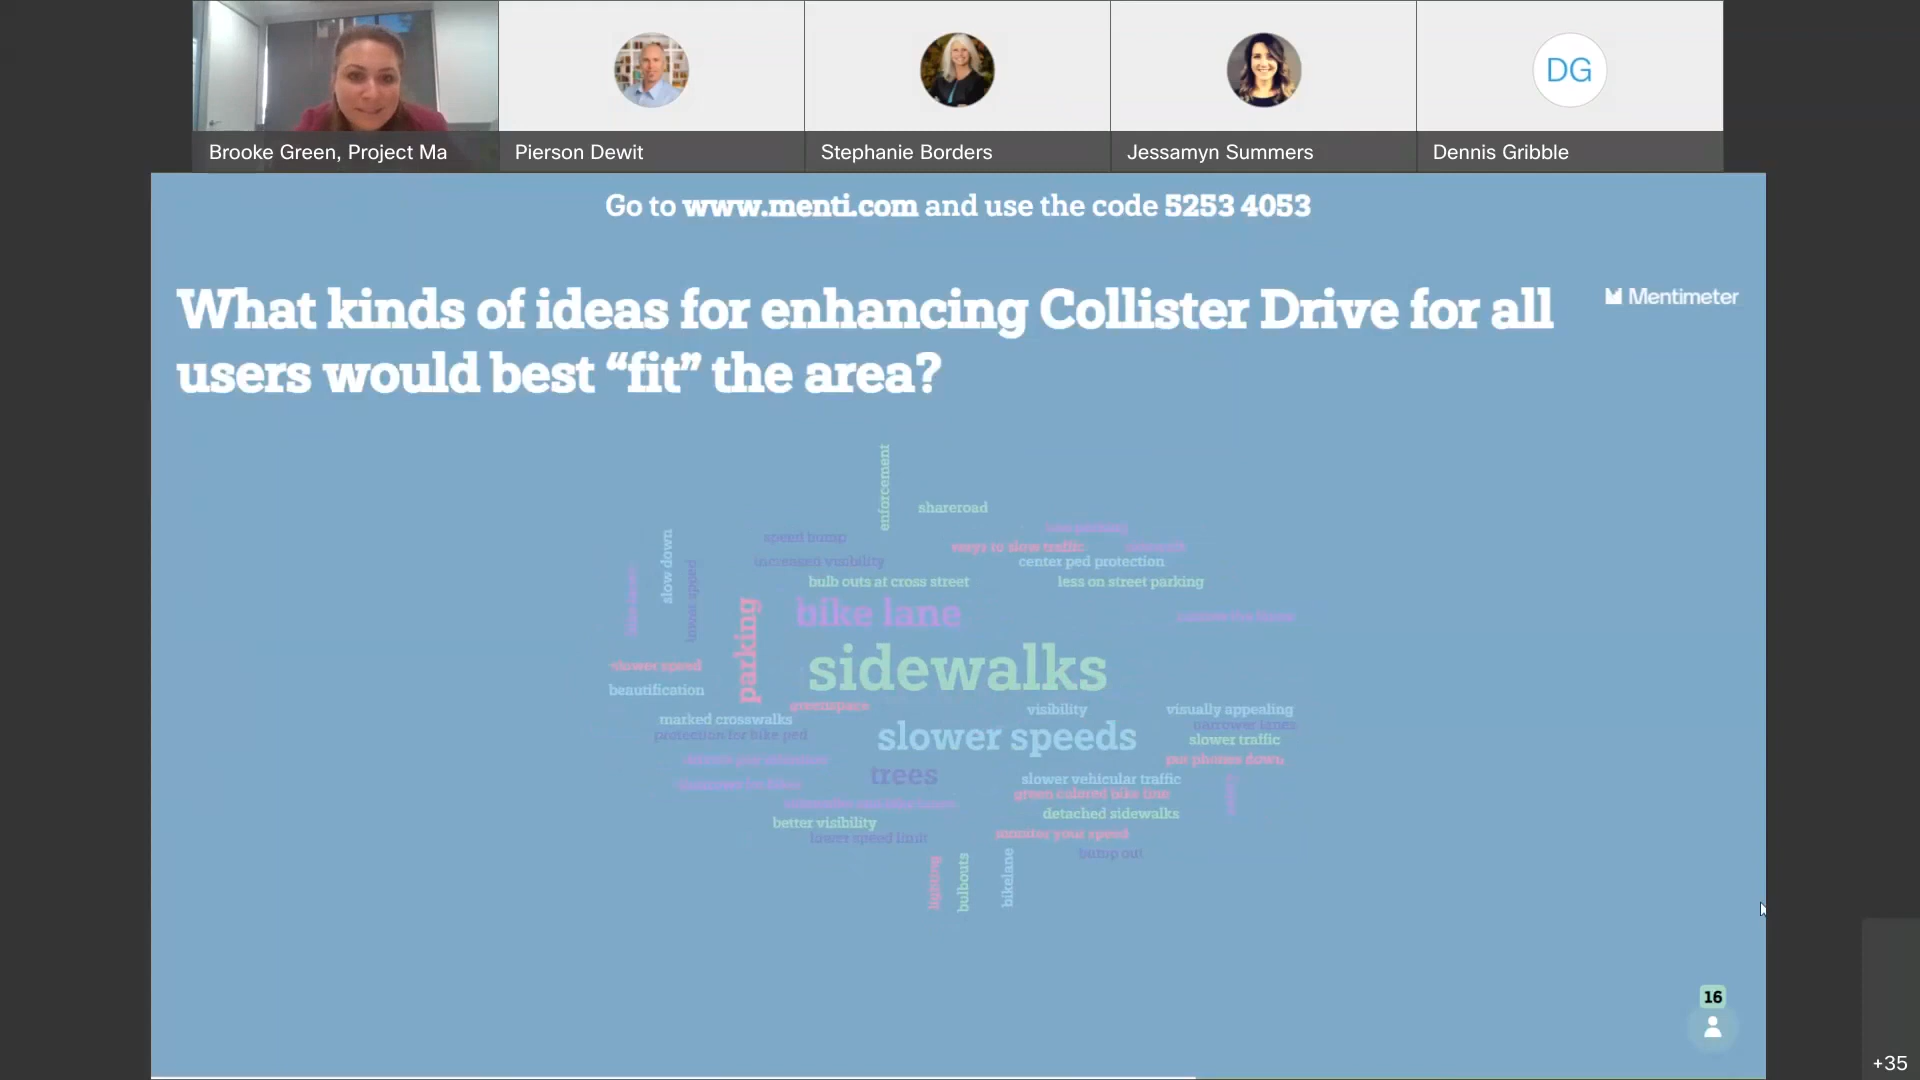 Brooke Green, Project Ma
Pierson Dewit
Stephanie Borders
Jessamyn Summers
DG
Dennis Gribble
Go to www.menti.com and use the code 5253 4053
What kinds of ideas for enhancing Collister Drive for all
users would best “fit” the area?
Mentimeter
enforcement
shareroad
speed bump
ways to slow traffic
increased visibility
center ped protection
bulb outs at cross street
less on street parking
slow down
lower speed
parking
bike lane
sidewalks
slower speed
beautification
greenspace
visibility
visually appealing
marked crosswalks
narrower lanes
protection for bike ped
slower speeds
slower traffic
put phones down
trees
slower vehicular traffic
green colored bike line
detached sidewalks
better visibility
lower speed limit
monitor your speed
bump out
lighting
bulbouts
bikelane
16
+35